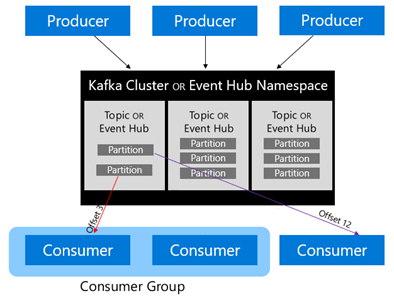 Producer
Producer
Producer
Kafka Cluster OR Event Hub Namespace
Topic OR
Event Hub
Partition
Partition
Topic OR
Event Hub
Partition
Partition
Partition
Topic OR
Event Hub
Partition
Partition
Partition
Offset 3
Offset 12
Consumer
Consumer
Consumer
Consumer Group